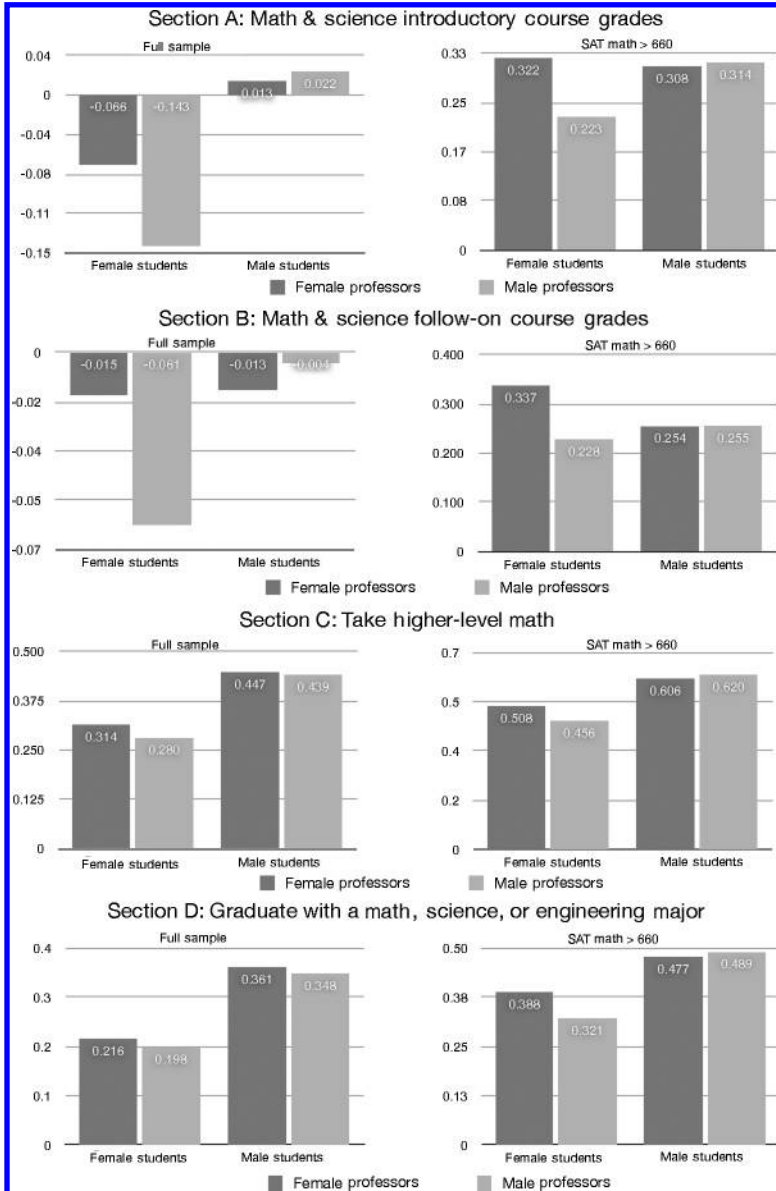 Section A: Math & science introductory course grades
Full sample
0.04
0
-0.04
-0.08
-0.11
-0.15
-0.066
-0.143
0.013
0.022
Female students
Male students
SAT math > 660
0.33
0.25
0.17
0.08
0
0.322
0.223
0.308
0.314
Female students
Male students
Female professors
Male professors
Section B: Math & science follow-on course grades
Full sample
0
-0.02
-0.04
-0.05
-0.07
-0.015
-0.061
-0.013
-0.004
Female students
Male students
SAT math > 660
0.400
0.300
0.200
0.100
0
0.337
0.228
0.254
0.255
Female students
Male students
Female professors
Male professors
Section C: Take higher-level math
Full sample
0.500
0.375
0.250
0.125
0
0.314
0.280
0.447
0.439
Female students
Male students
SAT math > 660
0.7
0.5
0.4
0.2
0
0.508
0.456
0.606
0.620
Female students
Male students
Female professors
Male professors
Section D: Graduate with a math, science, or engineering major
Full sample
0.4
0.3
0.2
0.1
0
0.216
0.198
0.361
0.348
Female students
Male students
SAT math > 660
0.50
0.38
0.25
0.13
0
0.388
0.321
0.477
0.489
Female students
Male students
Female professors
Male professors